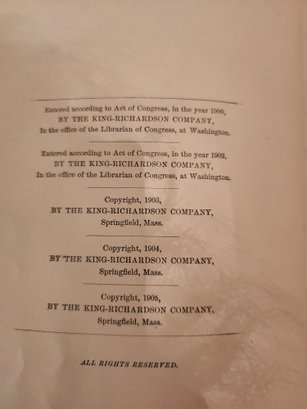 Entered according to Act of Congress, in the year 1900,
BY THE KING-RICHARDSON COMPANY,
In the office of the Librarian of Congress, at Washington.
Entered according to Act of Congress, in the year 1902,
BY THE KING-RICHARDSON COMPANY,
In the office of the Librarian of Congress, at Washington.
Copyright, 1903,
BY THE KING-RICHARDSON COMPANY,
Springfield, Mass.
Copyright, 1904,
BY THE KING-RICHARDSON COMPANY,
Springfield, Mass.
Copyright, 1905,
BY THE KING-RICHARDSON COMPANY,
Springfield, Mass.
ALL RIGHTS RESERVED.